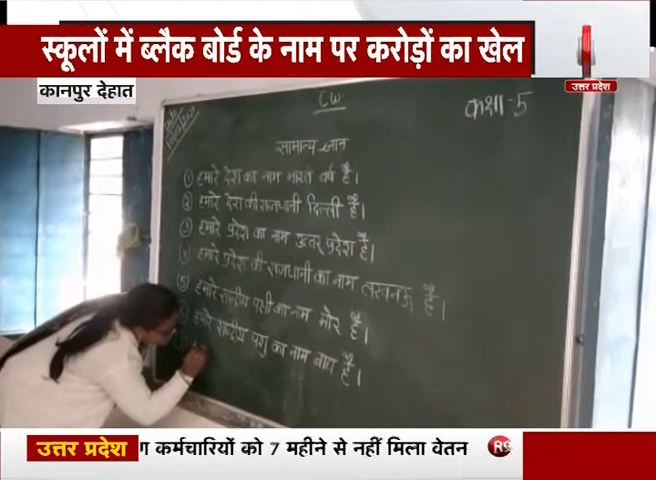 स्कूलों में ब्लैक बोर्ड के नाम पर करोड़ों का खेल
उत्तर प्रदेश
कानपुर देहात
CW
कक्षा-5
सामान्य ज्ञान
① हमारे देश का नाम भारत वर्ष है।
② हमारे देश की राजधानी दिल्ली है।
③ हमारे प्रदेश का नाम उत्तर प्रदेश है।
④ हमारे प्रदेश की राजधानी का नाम लखनऊ है।
⑤ हमारे राष्ट्रीय पक्षी का नाम मोर है।
हमारे राष्ट्रीय पशु का नाम बाघ है।
उत्तर प्रदेश
कर्मचारियों को 7 महीने से नहीं मिला वेतन